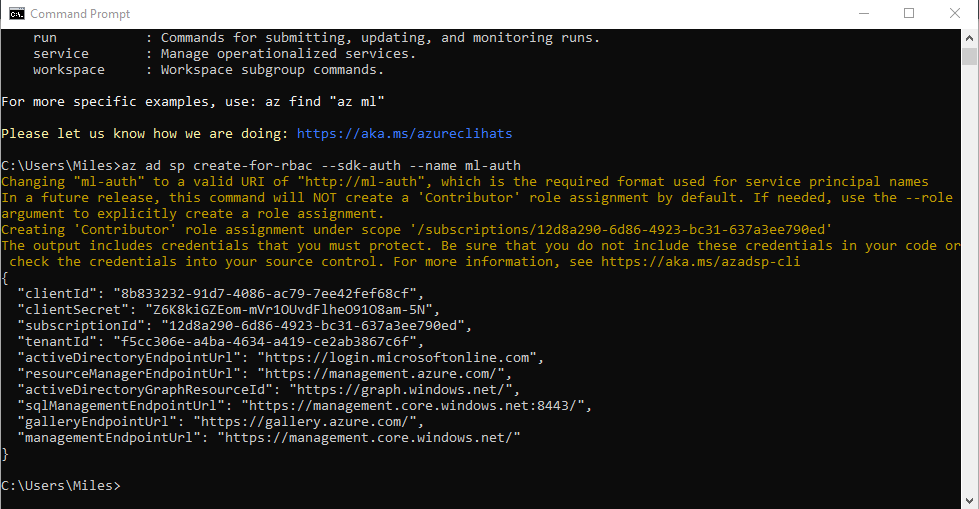 Command Prompt
run : Commands for submitting, updating, and monitoring runs.
service : Manage operationalized services.
workspace : Workspace subgroup commands.
For more specific examples, use: az find "az ml"
Please let us know how we are doing: https://aka.ms/azureclihats
C:\Users\Miles>az ad sp create-for-rbac --sdk-auth --name ml-auth
Changing "ml-auth" to a valid URI of "http://ml-auth", which is the required format used for service principal names
In a future release, this command will NOT create a 'Contributor' role assignment by default. If needed, use the --role
argument to explicitly create a role assignment.
Creating 'Contributor' role assignment under scope '/subscriptions/12d8a290-6d86-4923-bc31-637a3ee790ed'
The output includes credentials that you must protect. Be sure that you do not include these credentials in your code or
check the credentials into your source control. For more information, see https://aka.ms/azadsp-cli
{
"clientId": "8b833232-91d7-4086-ac79-7ee42fef68cf",
"clientSecret": "Z6K8kiGZEom-mVr1OUvdFlheO91O8am-5N",
"subscriptionId": "12d8a290-6d86-4923-bc31-637a3ee790ed",
"tenantId": "f5cc306e-a4ba-4634-a419-ce2ab3867c6f",
"activeDirectoryEndpointUrl": "https://login.microsoftonline.com",
"resourceManagerEndpointUrl": "https://management.azure.com/",
"activeDirectoryGraphResourceId": "https://graph.windows.net/",
"sqlManagementEndpointUrl": "https://management.core.windows.net:8443/",
"galleryEndpointUrl": "https://gallery.azure.com/",
"managementEndpointUrl": "https://management.core.windows.net/"
}
C:\Users\Miles>